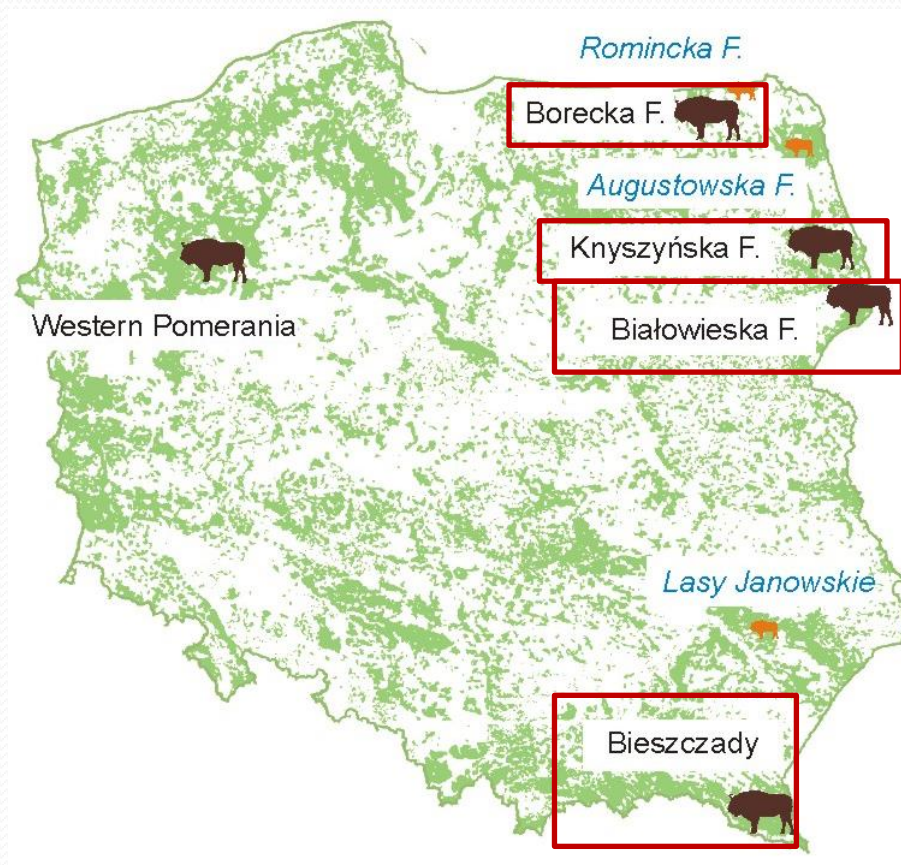 Romincka F.
Borecka F.
Augustowska F.
Knyszyńska F.
Western Pomerania
Białowieska F.
Lasy Janowskie
Bieszczady